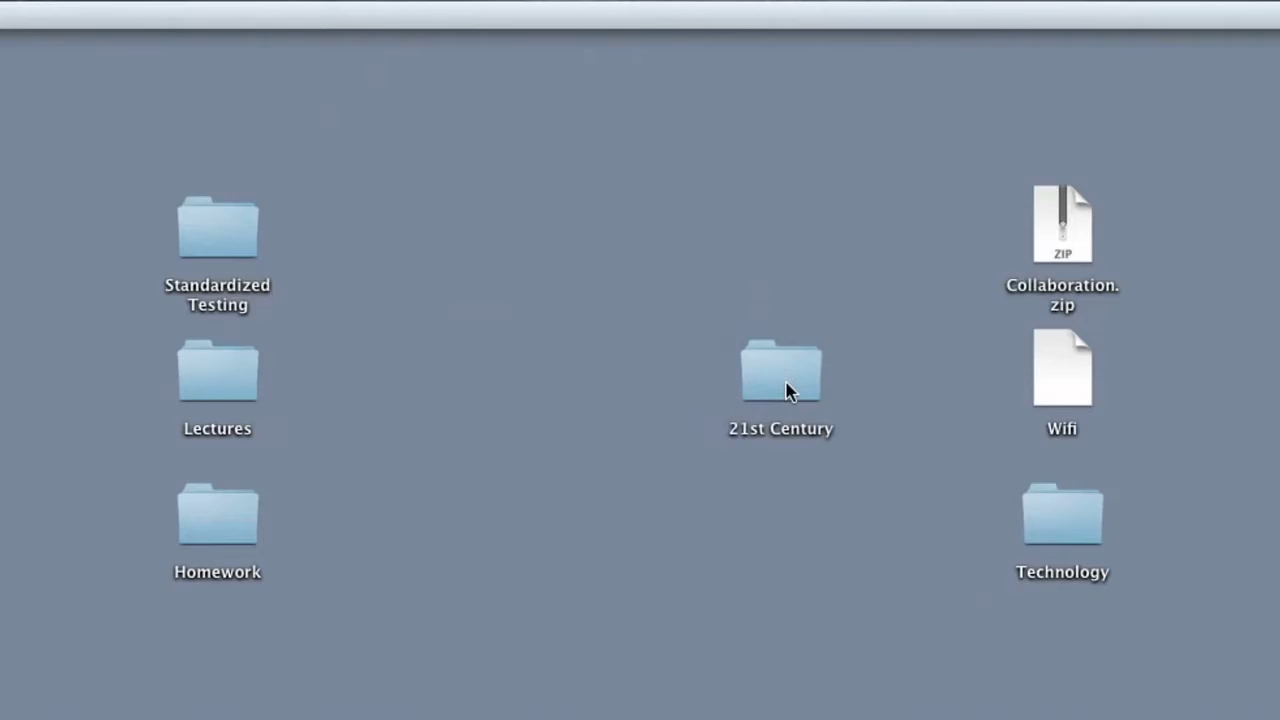 Standardized
Testing
Lectures
Homework
21st Century
ZIP
Collaboration.
zip
Wifi
Technology